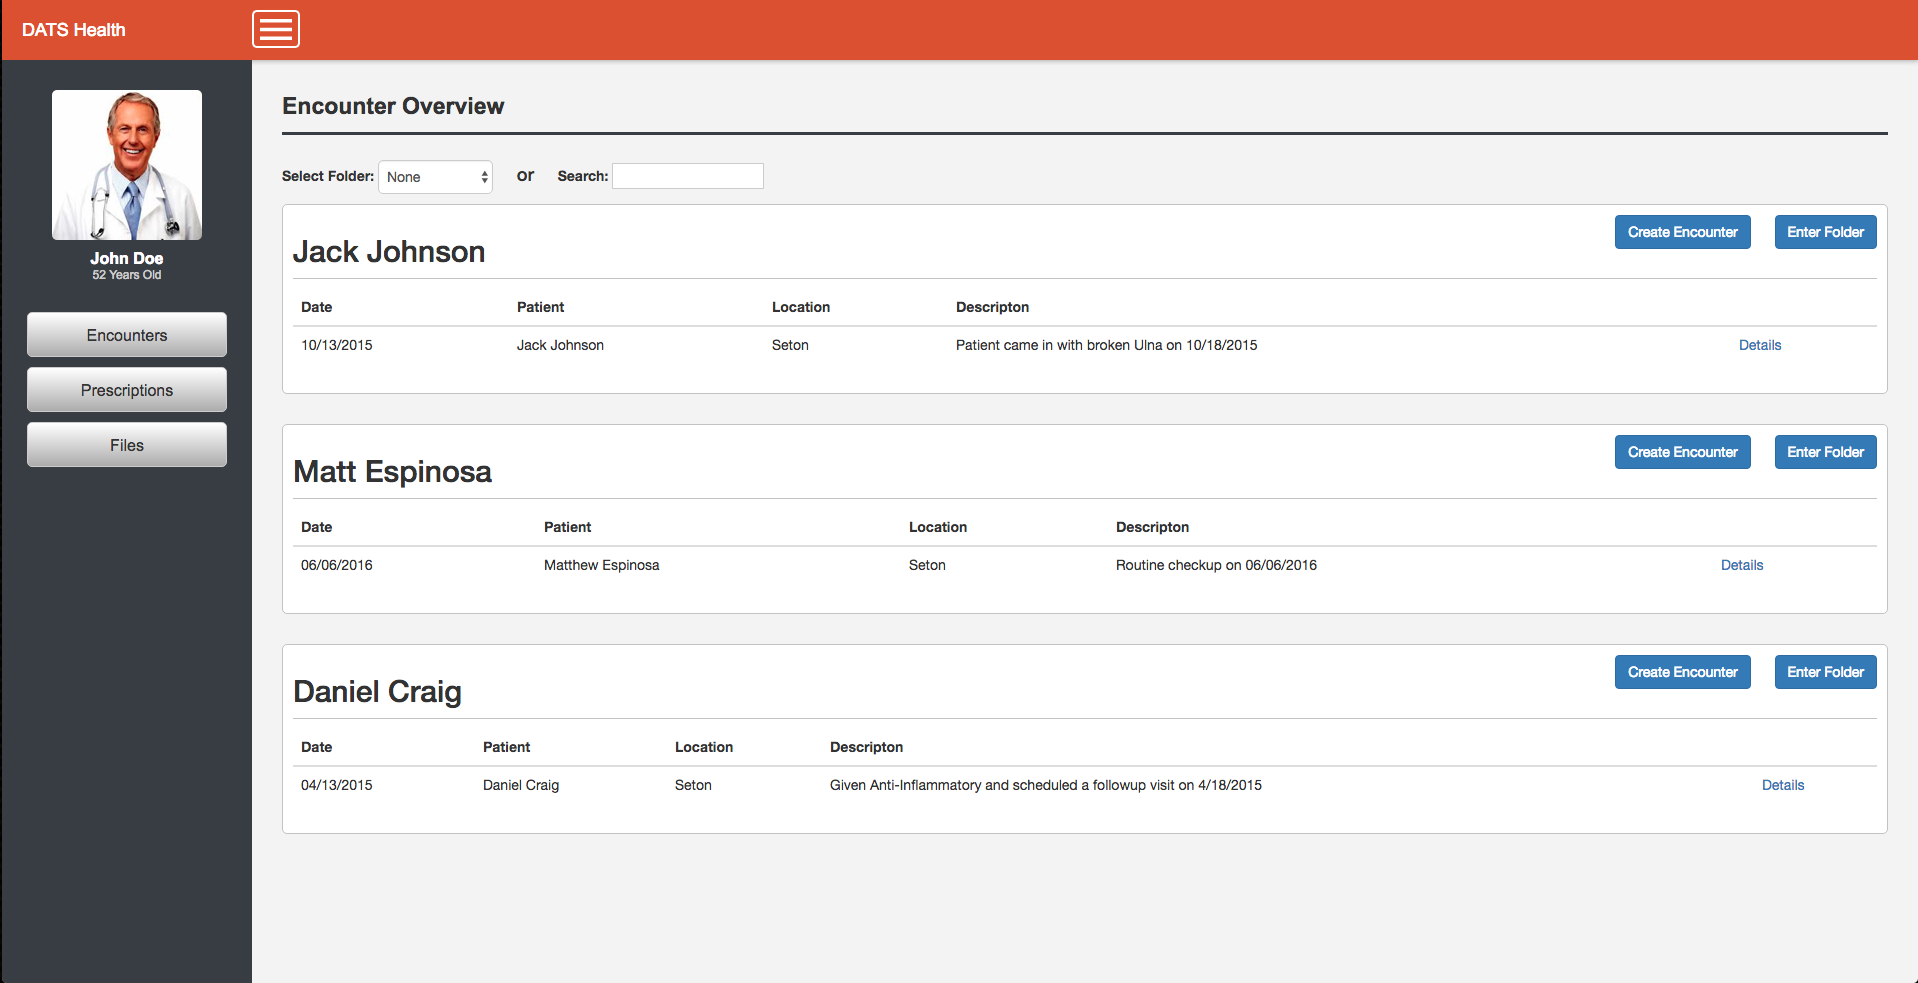 DATS Health
John Doe
52 Years Old
Encounters
Prescriptions
Files
Encounter Overview
Select Folder: None or Search:
Jack Johnson Create Encounter Enter Folder
Date Patient Location Descripton
10/13/2015 Jack Johnson Seton Patient came in with broken Ulna on 10/18/2015 Details
Matt Espinosa Create Encounter Enter Folder
Date Patient Location Descripton
06/06/2016 Matthew Espinosa Seton Routine checkup on 06/06/2016 Details
Daniel Craig Create Encounter Enter Folder
Date Patient Location Descripton
04/13/2015 Daniel Craig Seton Given Anti-Inflammatory and scheduled a followup visit on 4/18/2015 Details